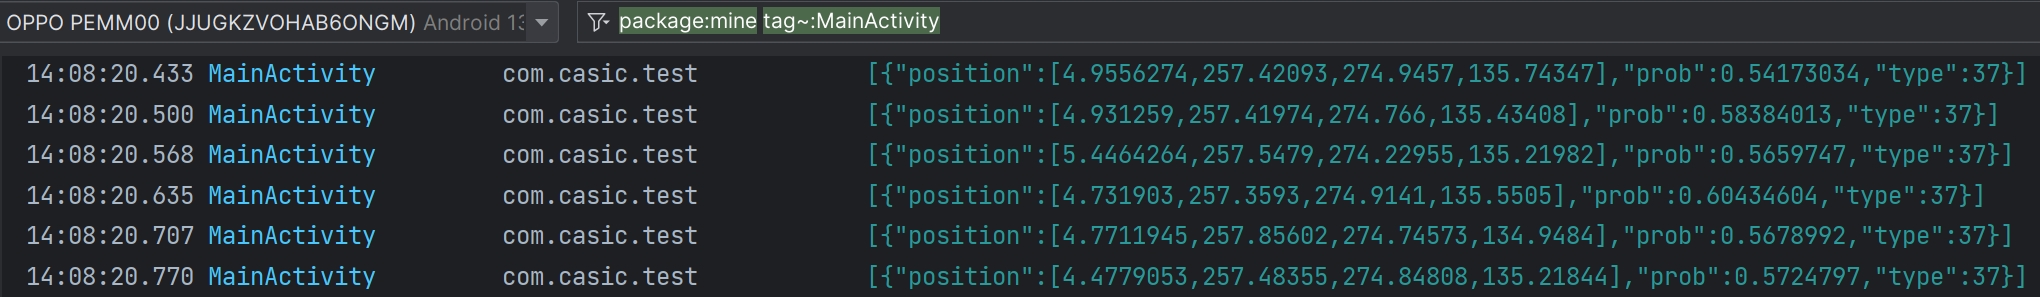 OPPO PEMM00 (JJUGKZVOHAB6ONGM) Android 13 package:mine tag~:MainActivity
14:08:20.433 MainActivity com.casic.test [{"position":[4.9556274,257.42093,274.9457,135.74347],"prob":0.54173034,"type":37}]
14:08:20.500 MainActivity com.casic.test [{"position":[4.931259,257.41974,274.766,135.43408],"prob":0.58384013,"type":37}]
14:08:20.568 MainActivity com.casic.test [{"position":[5.4464264,257.5479,274.22955,135.21982],"prob":0.5659747,"type":37}]
14:08:20.635 MainActivity com.casic.test [{"position":[4.731903,257.3593,274.9141,135.5505],"prob":0.60434604,"type":37}]
14:08:20.707 MainActivity com.casic.test [{"position":[4.7711945,257.85602,274.74573,134.9484],"prob":0.5678992,"type":37}]
14:08:20.770 MainActivity com.casic.test [{"position":[4.4779053,257.48355,274.84808,135.21844],"prob":0.5724797,"type":37}]